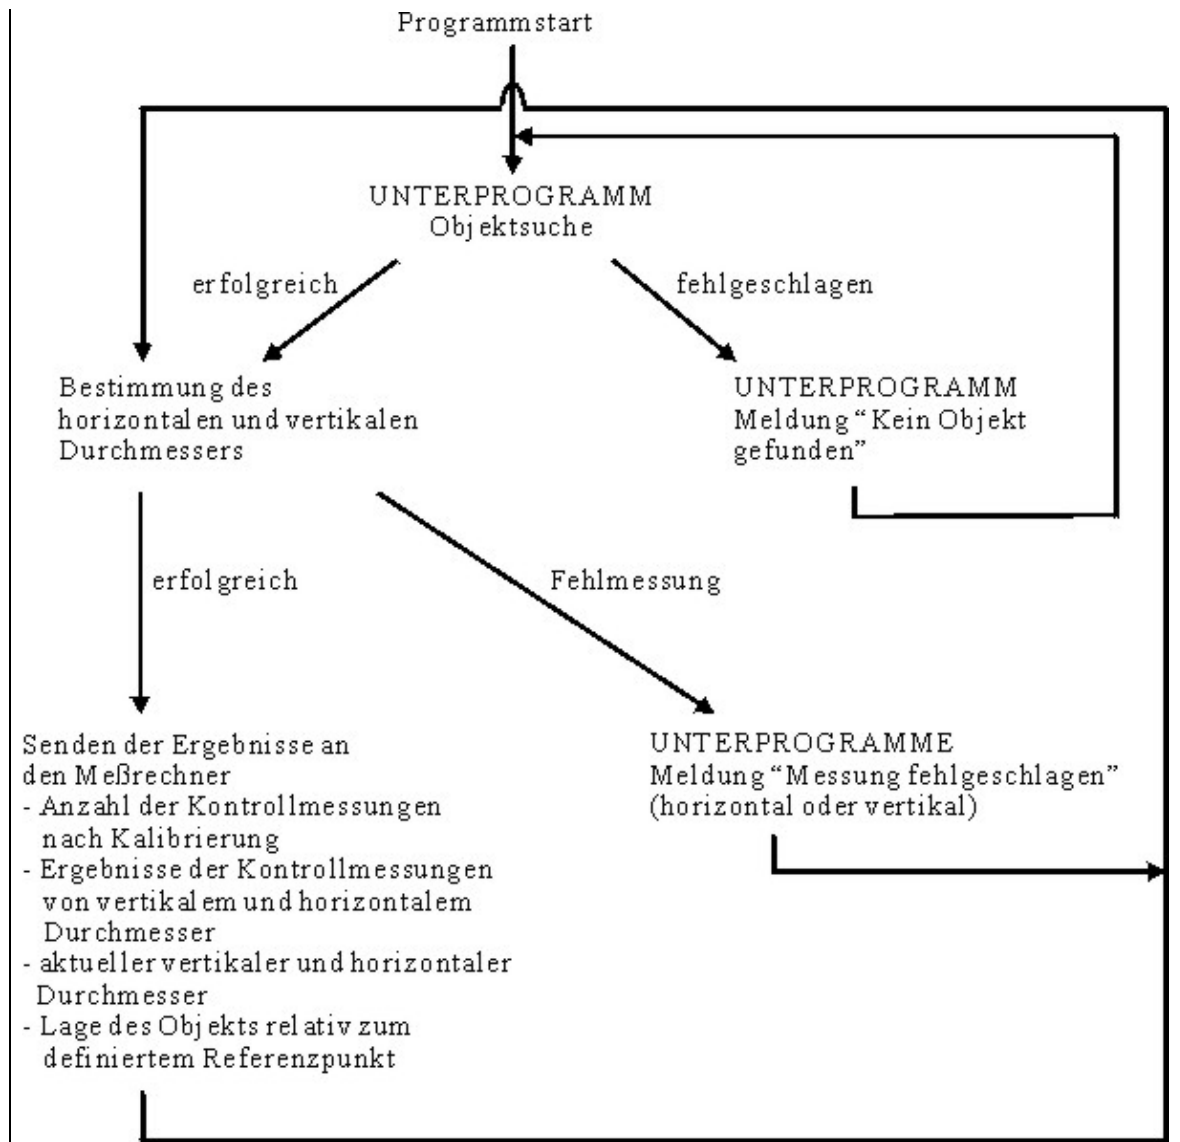 Programmstart
UNTERPROGRAMM
Objektsuche
erfolgreich
fehlgeschlagen
Bestimmung des
horizontalen und vertikalen
Durchmessers
UNTERPROGRAMM
Meldung “Kein Objekt
gefunden”
erfolgreich
Fehlmessung
Senden der Ergebnisse an
den Meßrechner
- Anzahl der Kontrollmessungen
nach Kalibrierung
- Ergebnisse der Kontrollmessungen
von vertikalem und horizontalem
Durchmesser
- aktueller vertikaler und horizontaler
Durchmesser
- Lage des Objekts relativ zum
definiertem Referenzpunkt
UNTERPROGRAMME
Meldung “Messung fehlgeschlagen”
(horizontal oder vertikal)